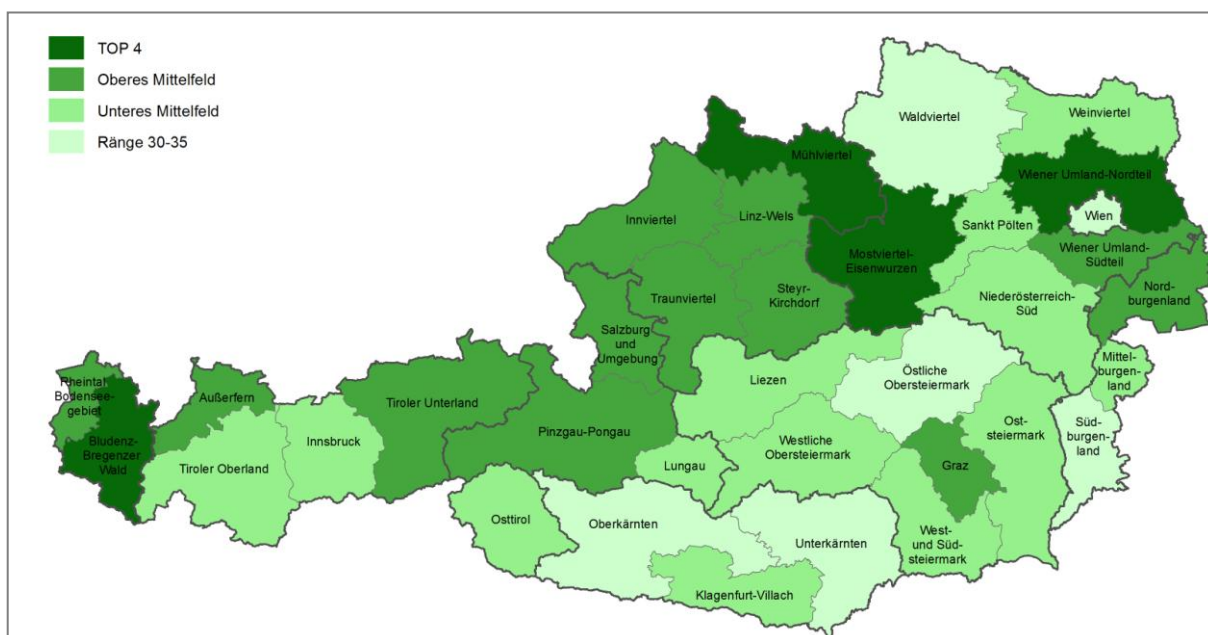 TOP 4
Oberes Mittelfeld
Unteres Mittelfeld
Ränge 30-35
Waldviertel
Weinviertel
Mühlviertel
Wiener Umland-Nordteil
Wien
Innviertel
Linz-Wels
Sankt Pölten
Mostviertel-
Eisenwurzen
Wiener Umland-
Südteil
Nord-
burgenland
Traunviertel
Steyr-
Kirchdorf
Niederösterreich-
Süd
Salzburg
und
Umgebung
Mittel-
burgen-
land
Liezen
Östliche
Obersteiermark
Rheintal
Bodensee-
gebiet
Außerfern
Tiroler Unterland
Bludenz-
Bregenzer
Wald
Innsbruck
Pinzgau-Pongau
Tiroler Oberland
Westliche
Obersteiermark
Ost-
steiermark
Süd-
burgen-
land
Lungau
Graz
Osttirol
Oberkärnten
Unterkärnten
West-
und Süd-
steiermark
Klagenfurt-Villach